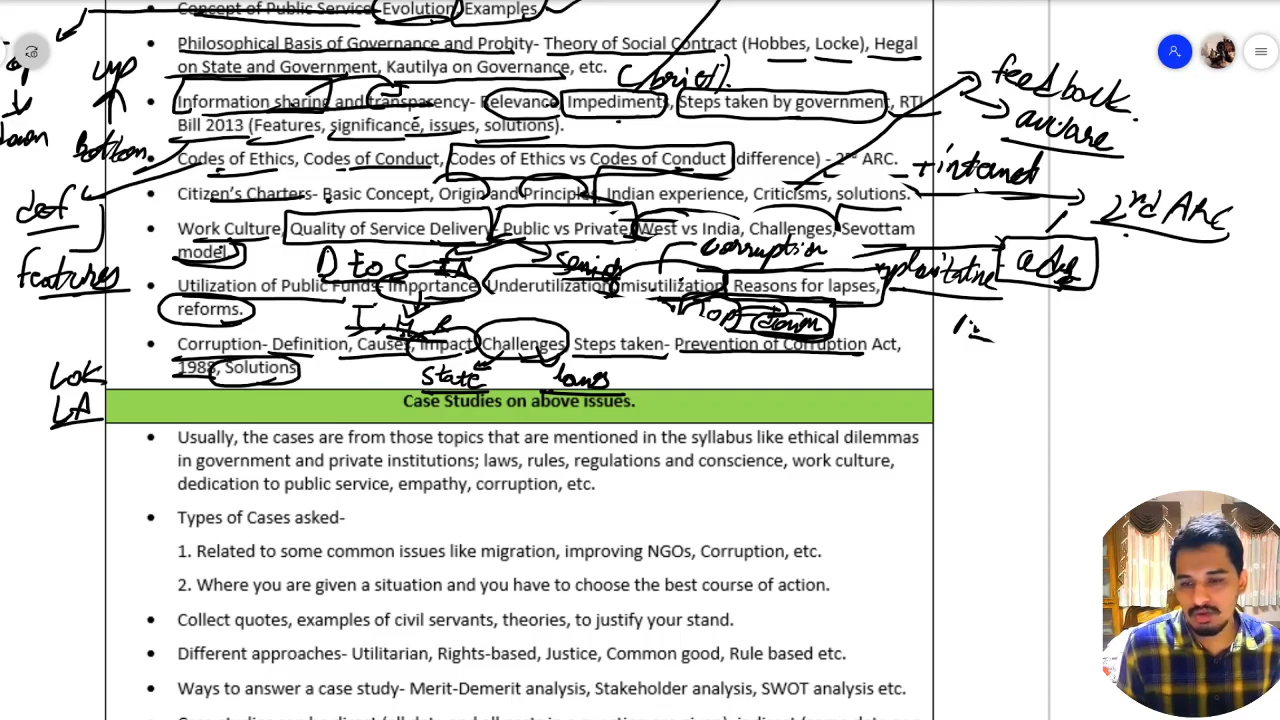 • Concept of Public Service, Evolution, Examples
• Philosophical Basis of Governance and Probity- Theory of Social Contract (Hobbes, Locke), Hegal
on State and Government, Kautilya on Governance, etc.
(brief).
• Information sharing and transparency- Relevance, Impediments, Steps taken by government, RTI
Bill 2013 (Features, significance, issues, solutions).
• Codes of Ethics, Codes of Conduct, Codes of Ethics vs Codes of Conduct (difference) - 2nd ARC.
• Citizen's Charters- Basic Concept, Origin and Principles, Indian experience, Criticisms, solutions.
• Work Culture, Quality of Service Delivery- Public vs Private, West vs India, Challenges, Sevottam
model.
• Utilization of Public Funds- Importance, Underutilization, misutilization, Reasons for lapses,
reforms.
• Corruption- Definition, Causes, Impact, Challenges, Steps taken- Prevention of Corruption Act,
1988, Solutions
Case Studies on above issues.
• Usually, the cases are from those topics that are mentioned in the syllabus like ethical dilemmas
in government and private institutions; laws, rules, regulations and conscience, work culture,
dedication to public service, empathy, corruption, etc.
• Types of Cases asked-
1. Related to some common issues like migration, improving NGOs, Corruption, etc.
2. Where you are given a situation and you have to choose the best course of action.
• Collect quotes, examples of civil servants, theories, to justify your stand.
• Different approaches- Utilitarian, Rights-based, Justice, Common good, Rule based etc.
• Ways to answer a case study- Merit-Demerit analysis, Stakeholder analysis, SWOT analysis etc.
up
down
bottom
def
features
D to C
senior
corruption
Top
down
state
laws
Lok
LA
feedback
aware
+ internet
2nd ARC
adv